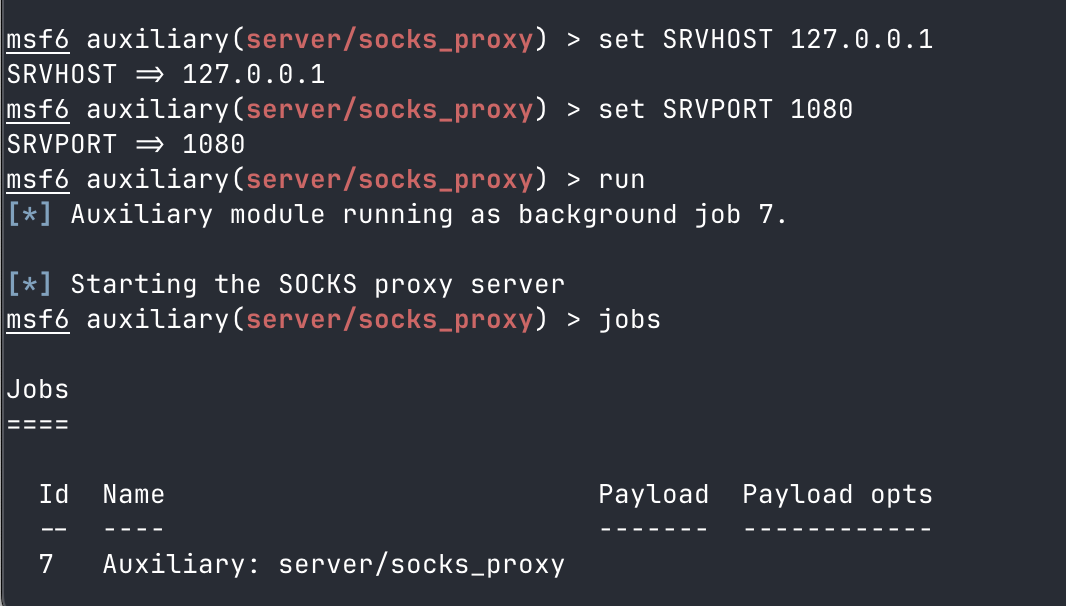 msf6 auxiliary(server/socks_proxy) > set SRVHOST 127.0.0.1
SRVHOST => 127.0.0.1
msf6 auxiliary(server/socks_proxy) > set SRVPORT 1080
SRVPORT => 1080
msf6 auxiliary(server/socks_proxy) > run
[*] Auxiliary module running as background job 7.
[*] Starting the SOCKS proxy server
msf6 auxiliary(server/socks_proxy) > jobs
Jobs
====
Id  Name                           Payload  Payload opts
--  ----                           -------  ------------
7   Auxiliary: server/socks_proxy